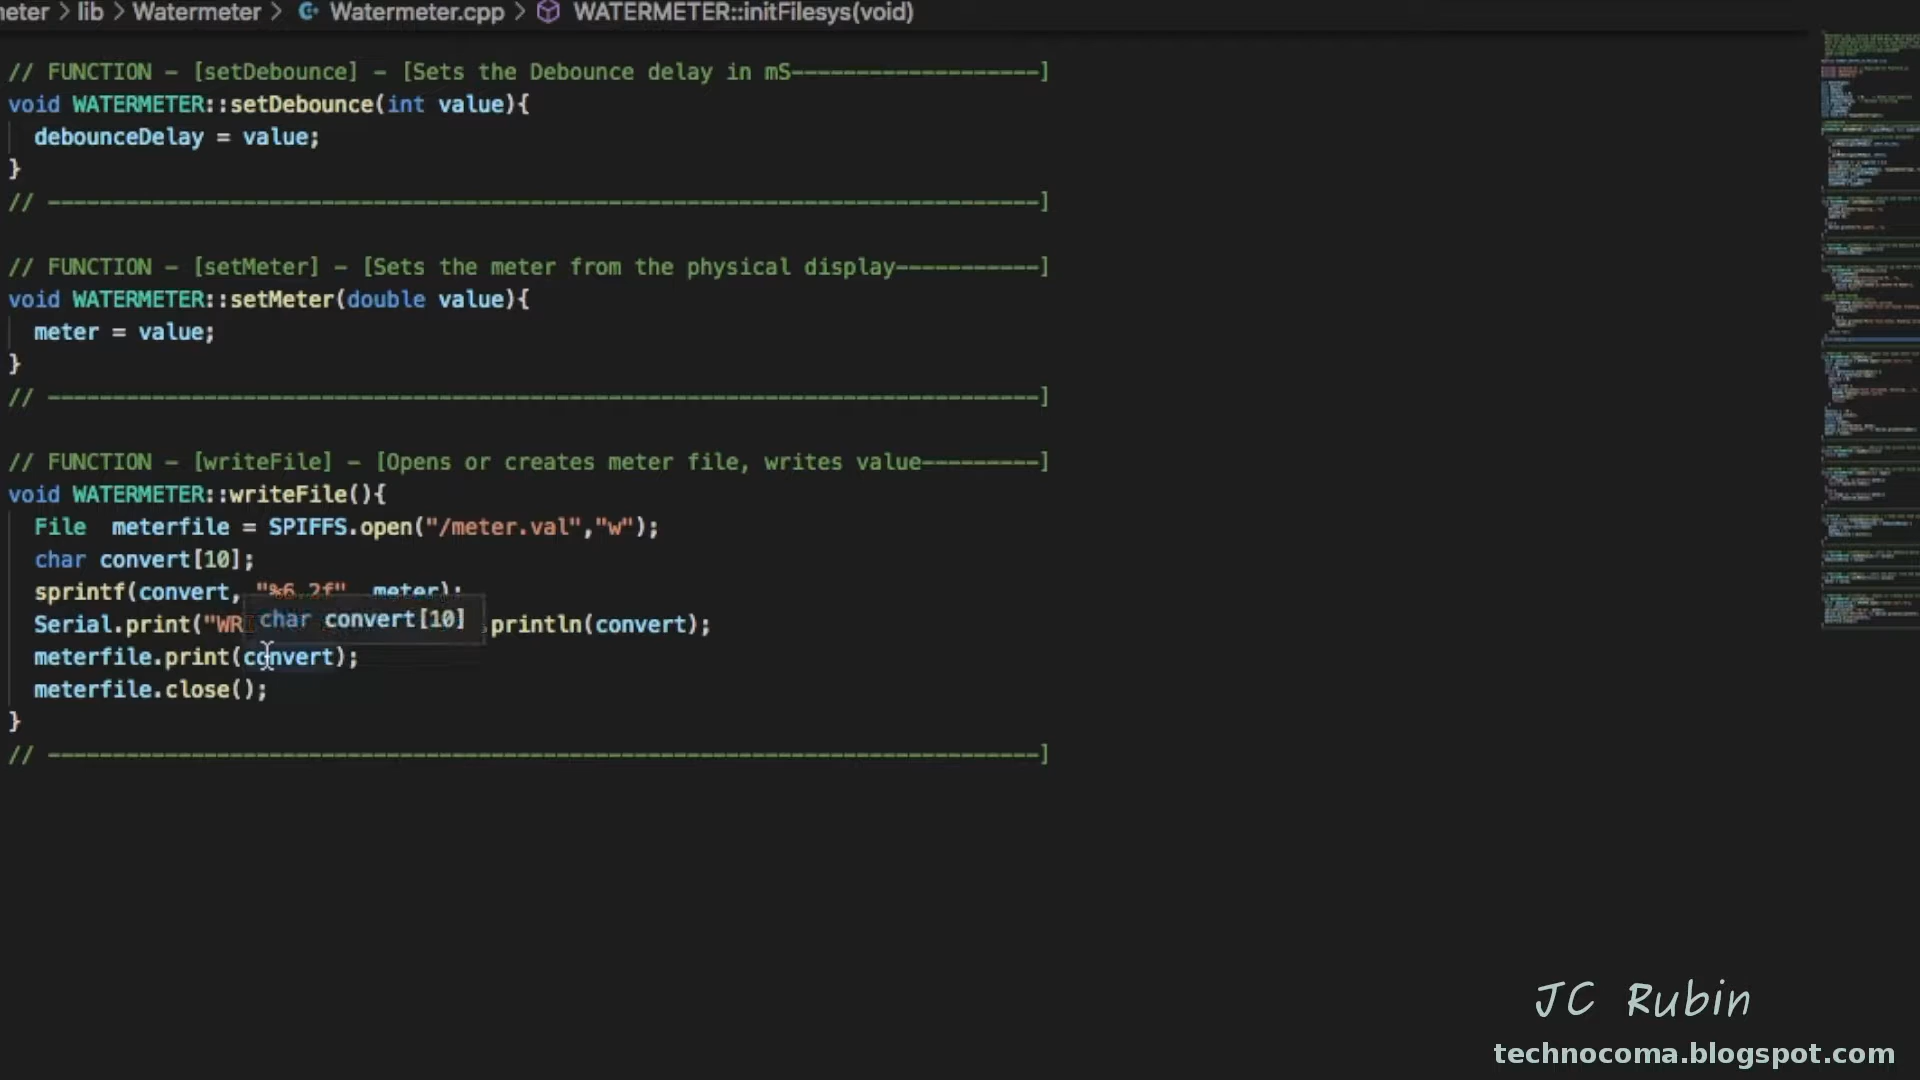 meter > lib > Watermeter > Watermeter.cpp > WATERMETER::initFilesys(void)
// FUNCTION - [setDebounce] - [Sets the Debounce delay in mS-------------------]
void WATERMETER::setDebounce(int value){
debounceDelay = value;
}
// ----------------------------------------------------------------------------]
// FUNCTION - [setMeter] - [Sets the meter from the physical display-----------]
void WATERMETER::setMeter(double value){
meter = value;
}
// ----------------------------------------------------------------------------]
// FUNCTION - [writeFile] - [Opens or creates meter file, writes value---------]
void WATERMETER::writeFile(){
File  meterfile = SPIFFS.open("/meter.val","w");
char convert[10];
sprintf(convert, "%6.2f", meter);
Serial.print("WR char convert[10] .println(convert);
meterfile.print(convert);
meterfile.close();
}
// ----------------------------------------------------------------------------]
JC Rubin
technocoma.blogspot.com